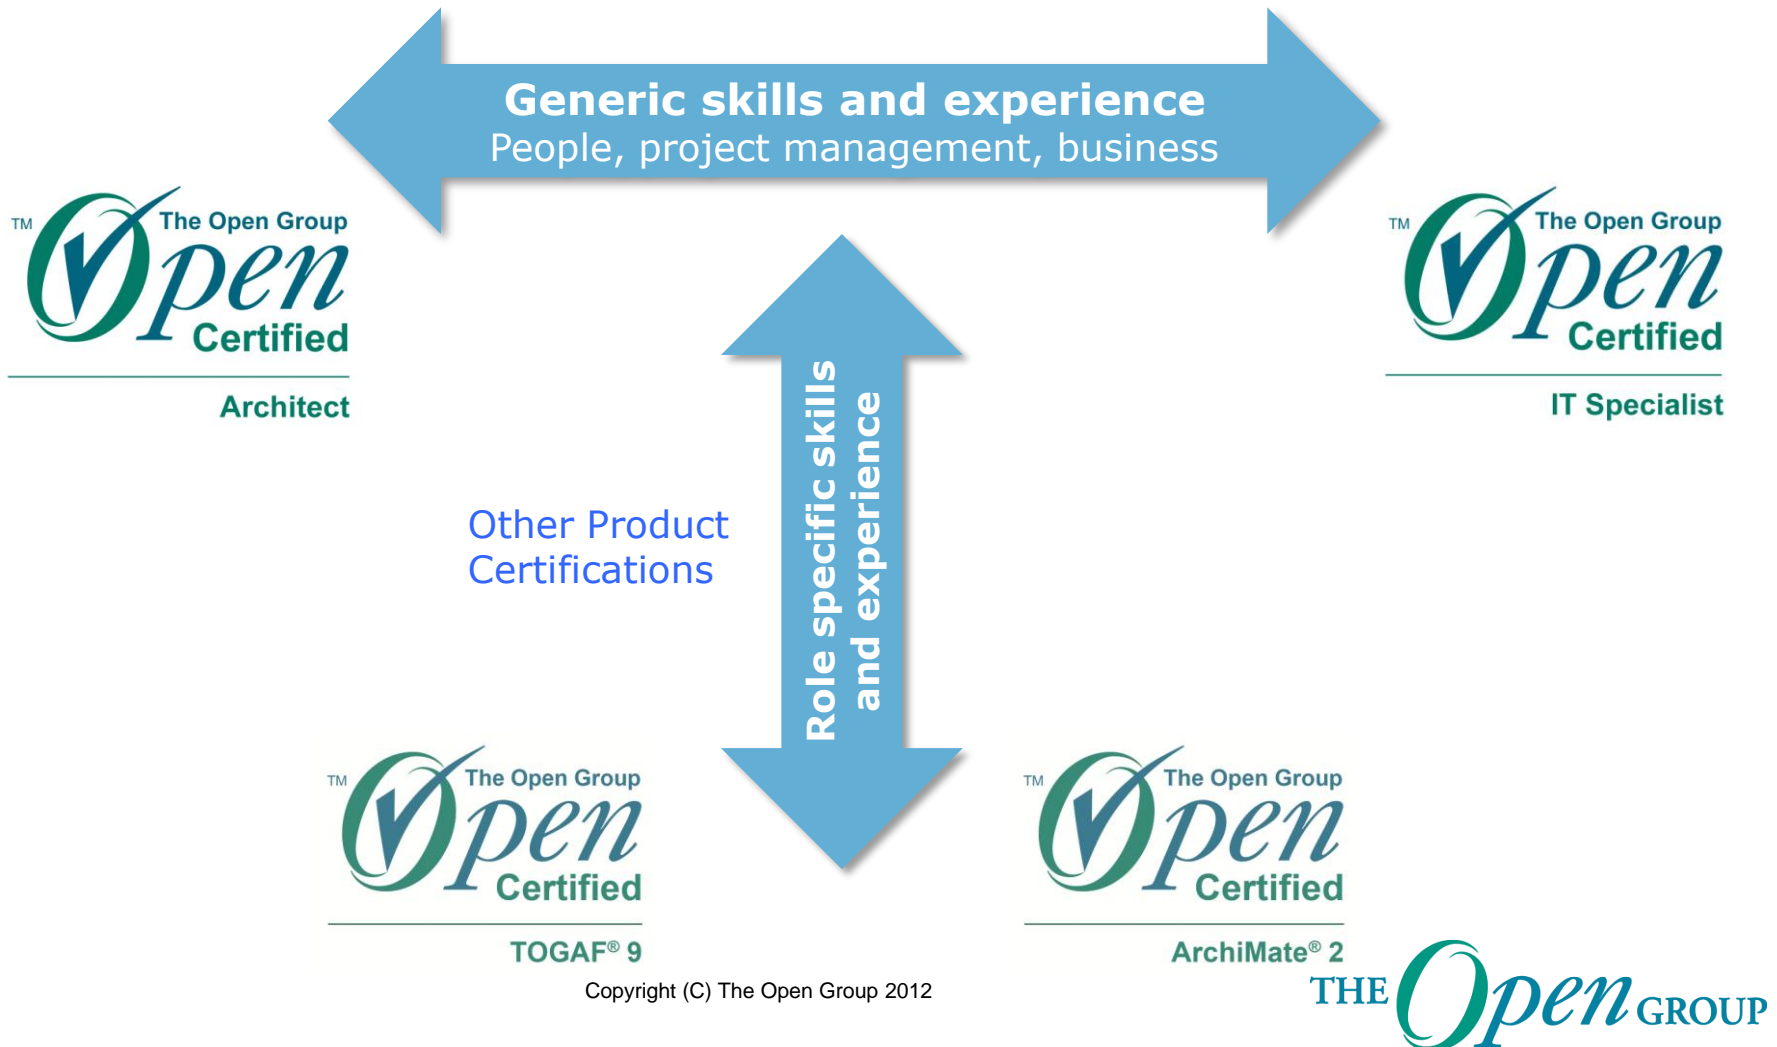 Generic skills and experience
People, project management, business
TM
The Open Group
Open
Certified
Architect
TM
The Open Group
Open
Certified
IT Specialist
Role specific skills
and experience
Other Product
Certifications
TM
The Open Group
Open
Certified
TOGAF® 9
TM
The Open Group
Open
Certified
ArchiMate® 2
Copyright (C) The Open Group 2012
THE Open GROUP